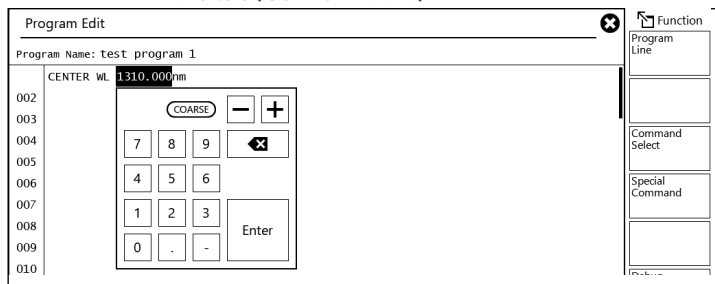 Program Edit
Function
Program Name: test program 1
Program
Line
CENTER WL 1310.000nm
002
COARSE
- +
003
004
7 8 9
Command
Select
005
006
4 5 6
Special
Command
007
1 2 3
008
Enter
009
0 . -
010